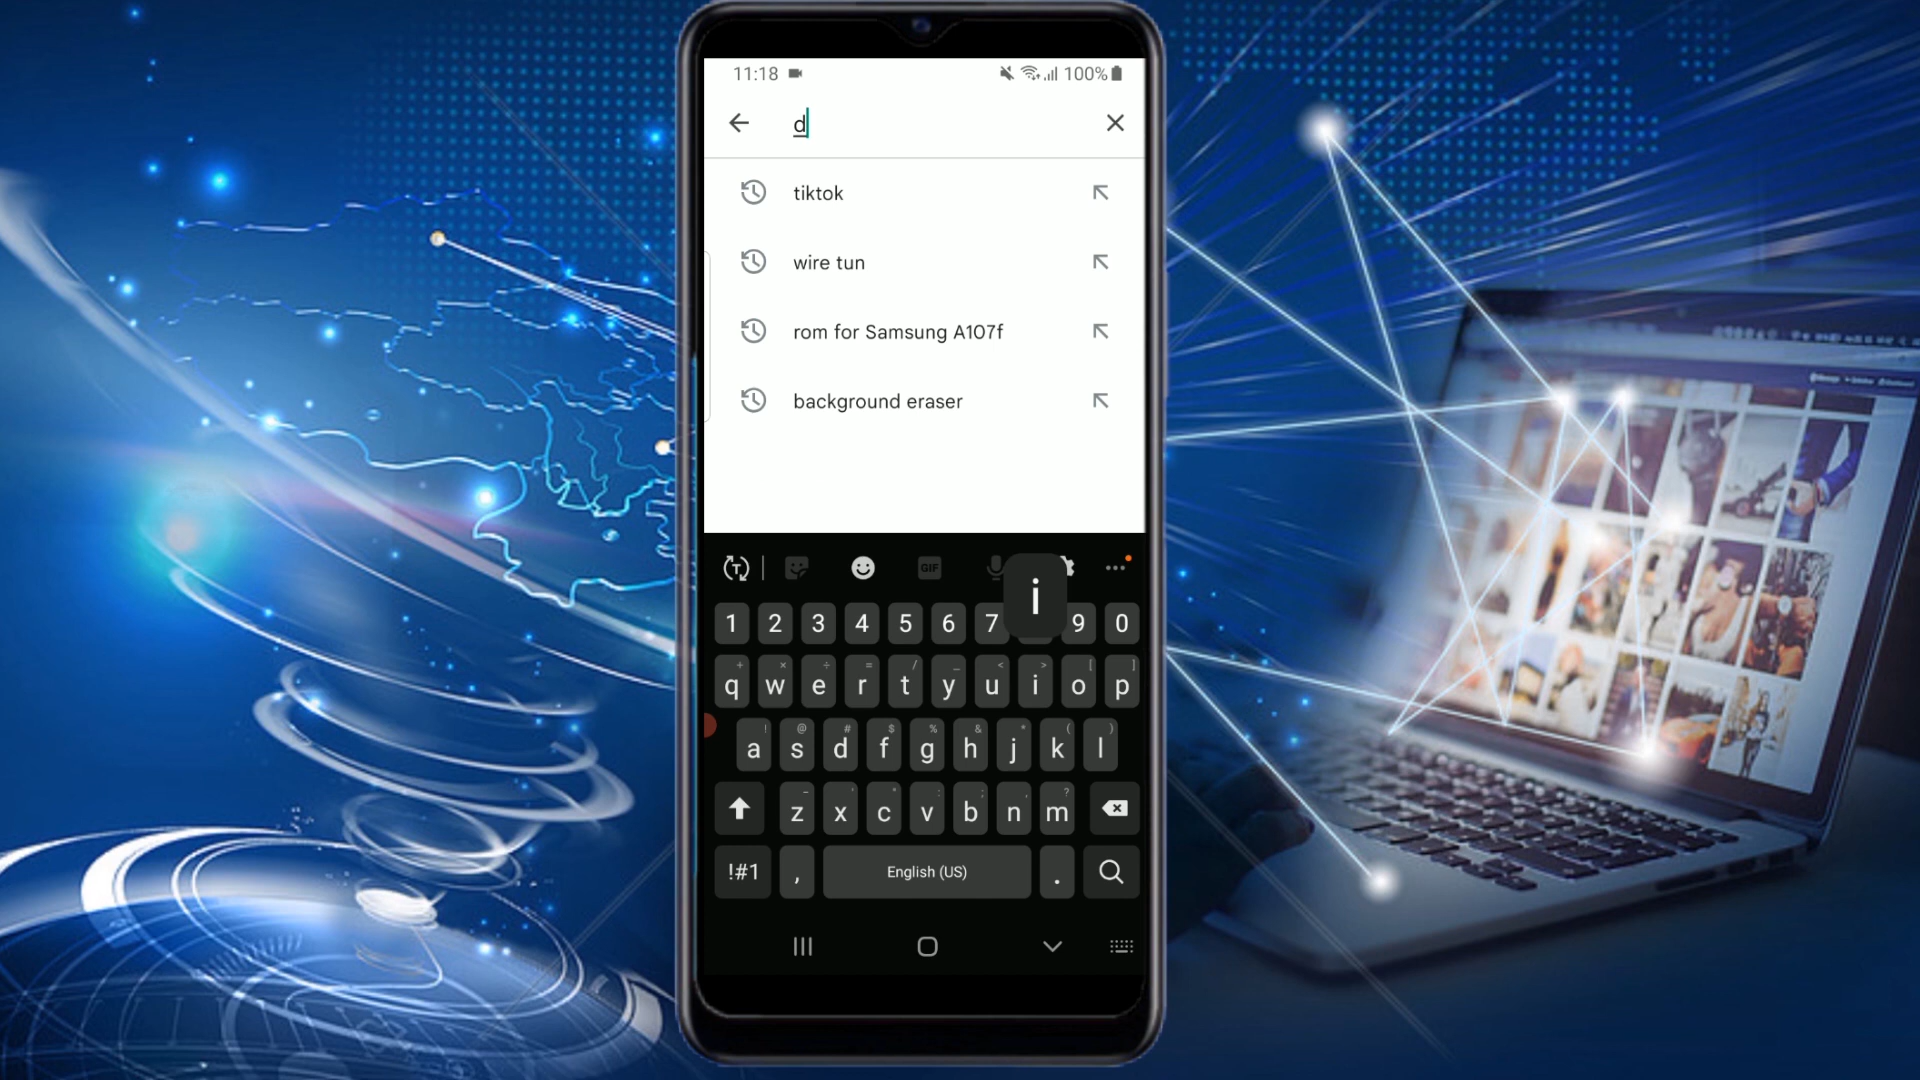 11:18 100%
d
tiktok
wire tun
rom for Samsung A107f
background eraser
GIF
i
1 2 3 4 5 6 7 9 0
+ × ÷ = / _ < > [ ]
q w e r t y u i o p
! @ # $ % & * ( )
a s d f g h j k l
- ' " : ; , ?
z x c v b n m
!#1 , English (US) .